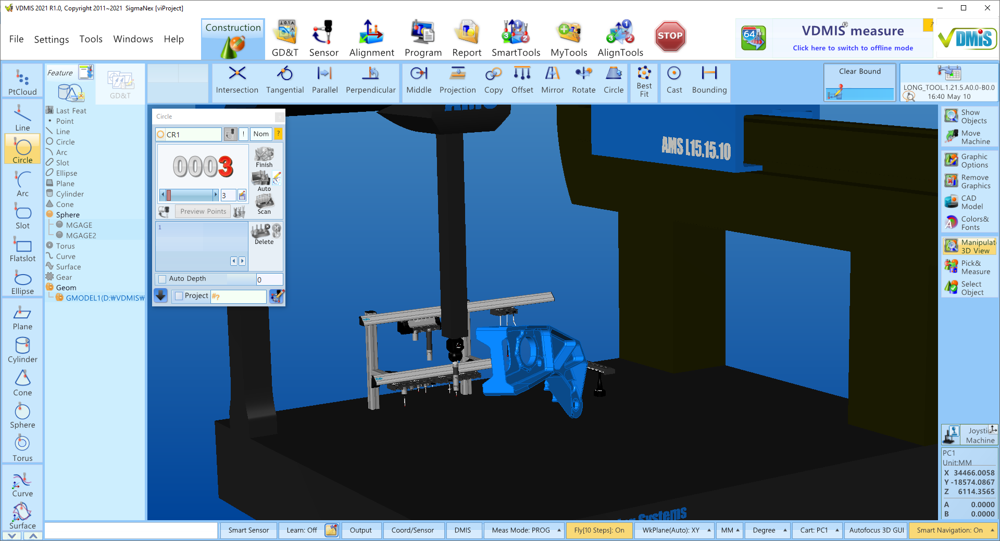 VDMIS 2021 R1.0, Copyright 2011~2021 SigmaNex [viProject]
File Settings Tools Windows Help
Construction
GD&T Sensor Alignment Program Report SmartTools MyTools AlignTools
STOP
64
VDMIS® measure
Click here to switch to offline mode
?
VDMIS
PtCloud
Feature
GD&T
Intersection Tangential Parallel Perpendicular Middle Projection Copy Offset Mirror Rotate Circle Best Fit Cast Bounding
Clear Bound
LONG_TOOL.1.21.5.A0.0-B0.0
16:40 May 10
Line
Circle
Arc
Slot
Flatslot
Ellipse
Plane
Cylinder
Cone
Sphere
Torus
Curve
Surface
Last Feat
Point
Line
Circle
Arc
Slot
Ellipse
Plane
Cylinder
Cone
Sphere
MGAGE
MGAGE2
Torus
Curve
Surface
Gear
Geom
GMODEL1(D:₩VDMIS₩
Circle
CR1
!
Nom
?
0003
Finish
Auto
3
Scan
Preview Points
1
Delete
Auto Depth
0
Project
#?
AMS
AMS L15.15.10
Systems
Show
Objects
Move
Machine
Graphic
Options
Remove
Graphics
CAD
Model
Colors&
Fonts
Manipulat
3D View
Pick&
Measure
Select
Object
Joysti
Machine
PC1
Unit:MM
X 34466.0058
Y -18574.0867
Z 6114.3565
A 0.0000
B 0.0000
Smart Sensor Learn: Off Output Coord/Sensor DMIS Meas Mode: PROG Fly[10 Steps]: On WkPlane(Auto): XY MM Degree Cart: PC1 Autofocus 3D GUI Smart Navigation: On